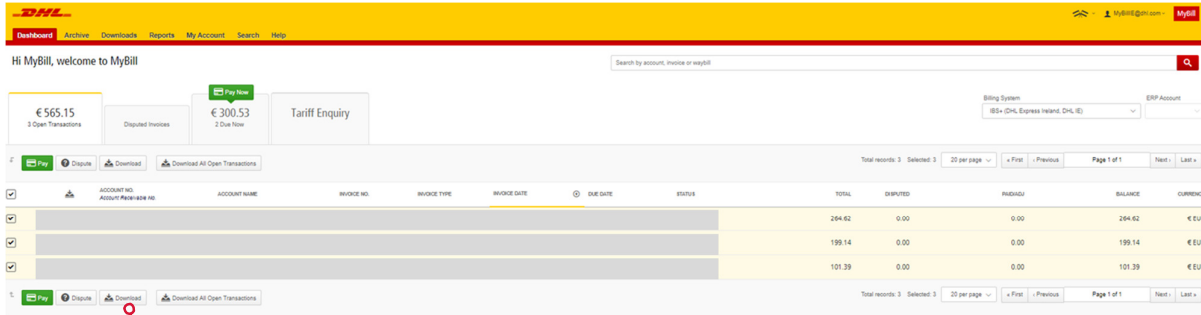 DHL
MyBillIE@dhl.com
MyBill
Dashboard Archive Downloads Reports My Account Search Help
Hi MyBill, welcome to MyBill
Search by account, invoice or waybill
Pay Now
€ 565.15
3 Open Transactions
Disputed Invoices
€ 300.53
2 Due Now
Tariff Enquiry
Billing System
IBS+ (DHL Express Ireland, DHL IE)
ERP Account
Pay Dispute Download Download All Open Transactions Total records: 3 Selected: 3 20 per page « First ‹ Previous Page 1 of 1 Next › Last »
ACCOUNT NO. ACCOUNT NAME INVOICE NO. INVOICE TYPE INVOICE DATE DUE DATE STATUS TOTAL DISPUTED PAID/ADJ BALANCE CURRENC
Account Receivable No.
264.62 0.00 0.00 264.62 € EU
199.14 0.00 0.00 199.14 € EU
101.39 0.00 0.00 101.39 € EU
Pay Dispute Download Download All Open Transactions Total records: 3 Selected: 3 20 per page « First ‹ Previous Page 1 of 1 Next › Last »